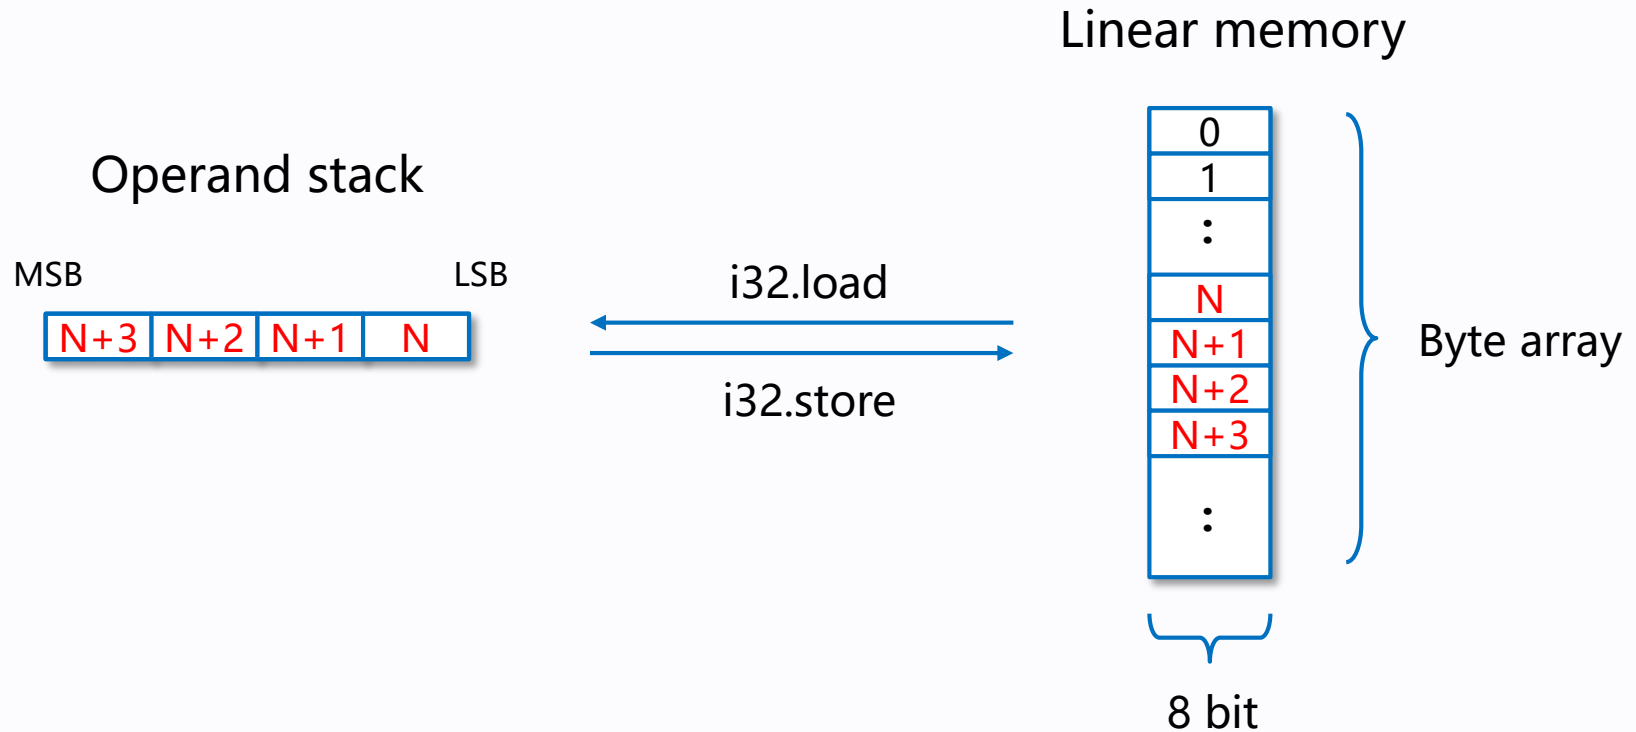 Linear memory
Operand stack
MSB LSB
N+3 N+2 N+1 N
i32.load
i32.store
0
1
:
N
N+1
N+2
N+3
:
Byte array
8 bit